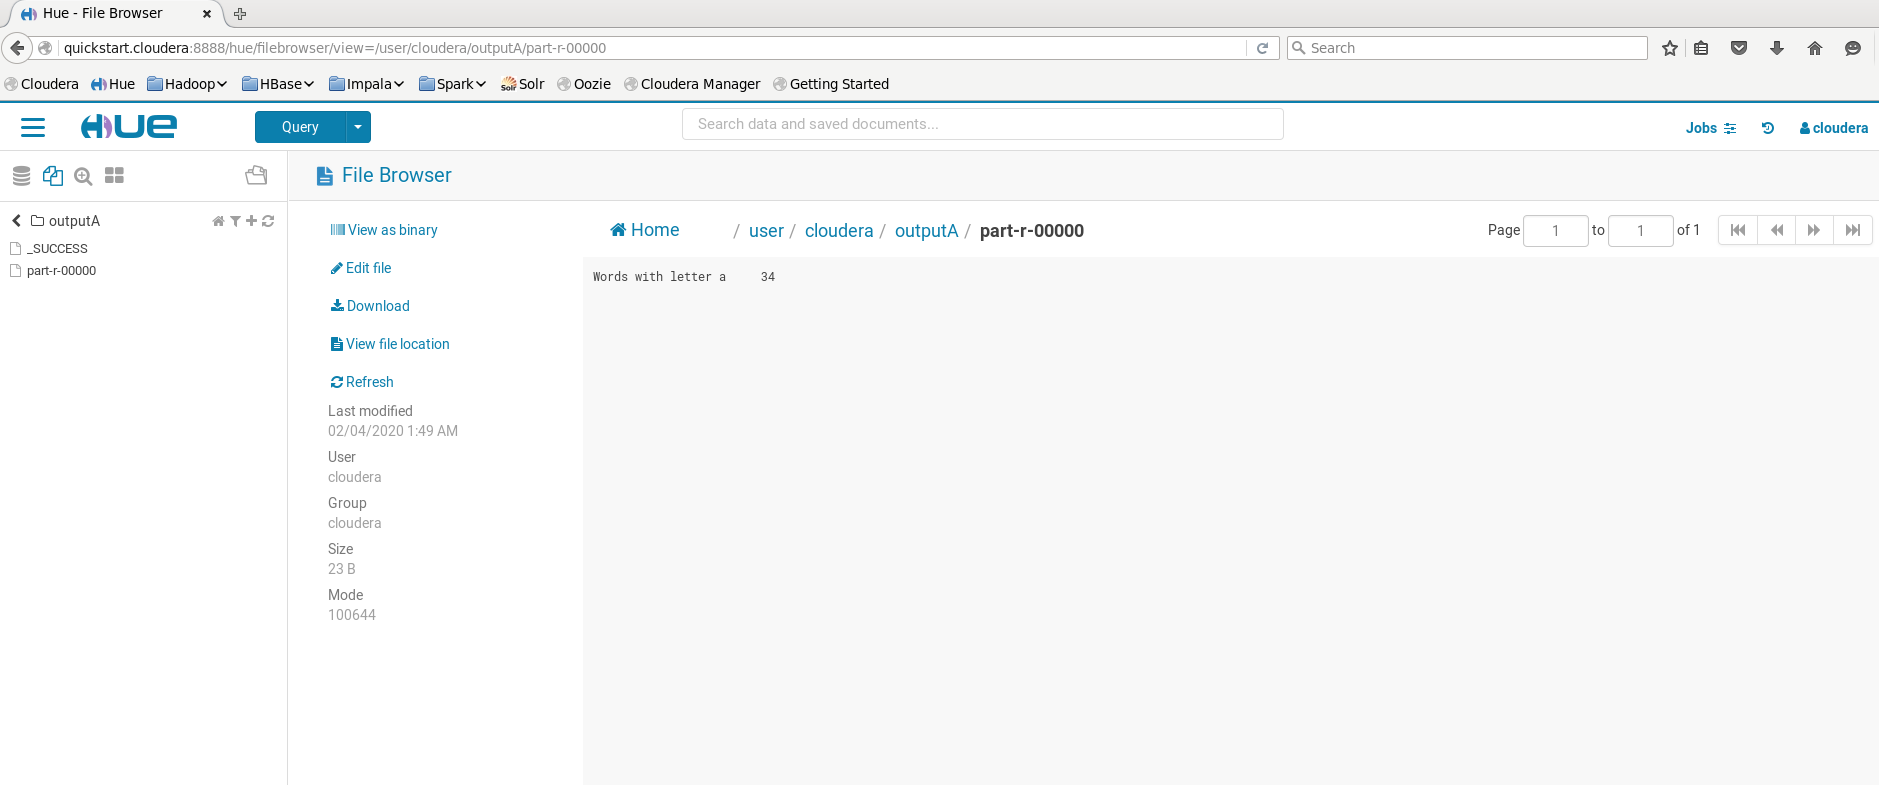 Hue - File Browser
quickstart.cloudera:8888/hue/filebrowser/view=/user/cloudera/outputA/part-r-00000
Search
Cloudera Hue Hadoop HBase Impala Spark Solr Solr Oozie Cloudera Manager Getting Started
HUE
Query
Search data and saved documents...
Jobs
cloudera
File Browser
outputA
_SUCCESS
part-r-00000
View as binary
Edit file
Download
View file location
Refresh
Last modified
02/04/2020 1:49 AM
User
cloudera
Group
cloudera
Size
23 B
Mode
100644
Home / user / cloudera / outputA / part-r-00000
Page 1 to 1 of 1
Words with letter a 34